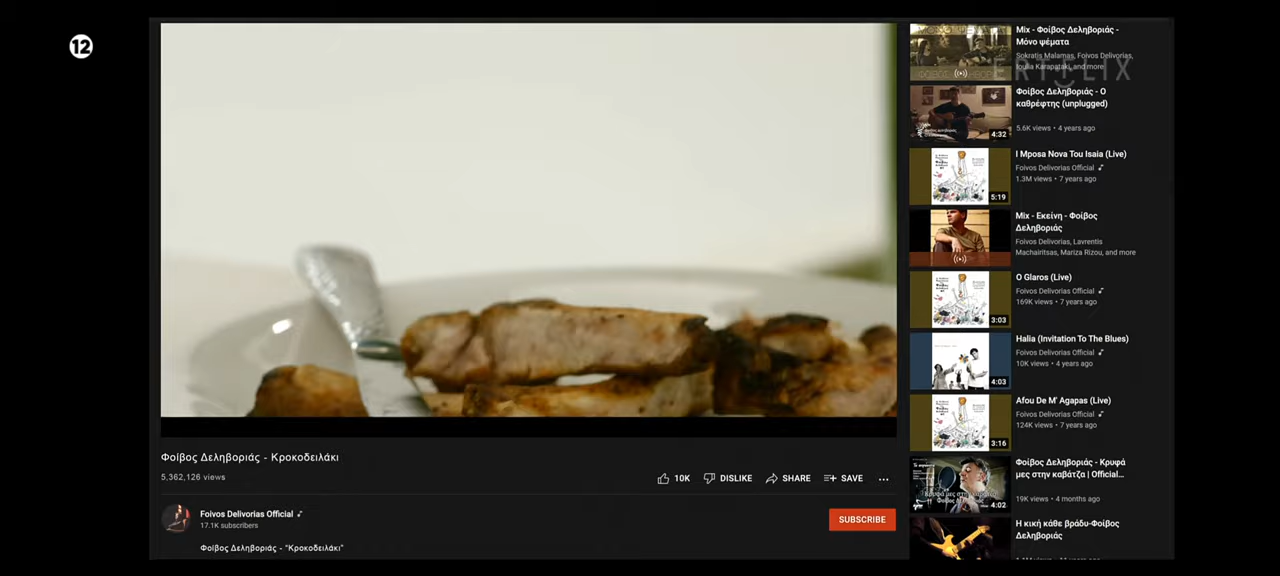 12
ERTFLIX
Φοίβος Δεληβοριάς - Κροκοδειλάκι
5,362,126 views
10K
DISLIKE
SHARE
SAVE
Foivos Delivorias Official
17.1K subscribers
SUBSCRIBE
Φοίβος Δεληβοριάς - "Κροκοδειλάκι"
Mix - Φοίβος Δεληβοριάς -
Μόνο ψέματα
Sokratis Malamas, Foivos Delivorias,
Ioulia Karapataki, and more
Φοίβος Δεληβοριάς - Ο
καθρέφτης (unplugged)
5.6K views • 4 years ago
4:32
I Mposa Nova Tou Isaia (Live)
Foivos Delivorias Official
1.3M views • 7 years ago
5:19
Mix - Εκείνη - Φοίβος
Δεληβοριάς
Foivos Delivorias, Lavrentis
Machairitsas, Mariza Rizou, and more
O Glaros (Live)
Foivos Delivorias Official
169K views • 7 years ago
3:03
Halia (Invitation To The Blues)
Foivos Delivorias Official
10K views • 4 years ago
4:03
Afou De M' Agapas (Live)
Foivos Delivorias Official
124K views • 7 years ago
3:16
Φοίβος Δεληβοριάς - Κρυφά
μες στην καβάτζα | Official...
19K views • 4 months ago
Κρυφά μες στην καβάτζα
Φοίβος Δεληβοριάς
4:02
Η κική κάθε βράδυ-Φοίβος
Δεληβοριάς